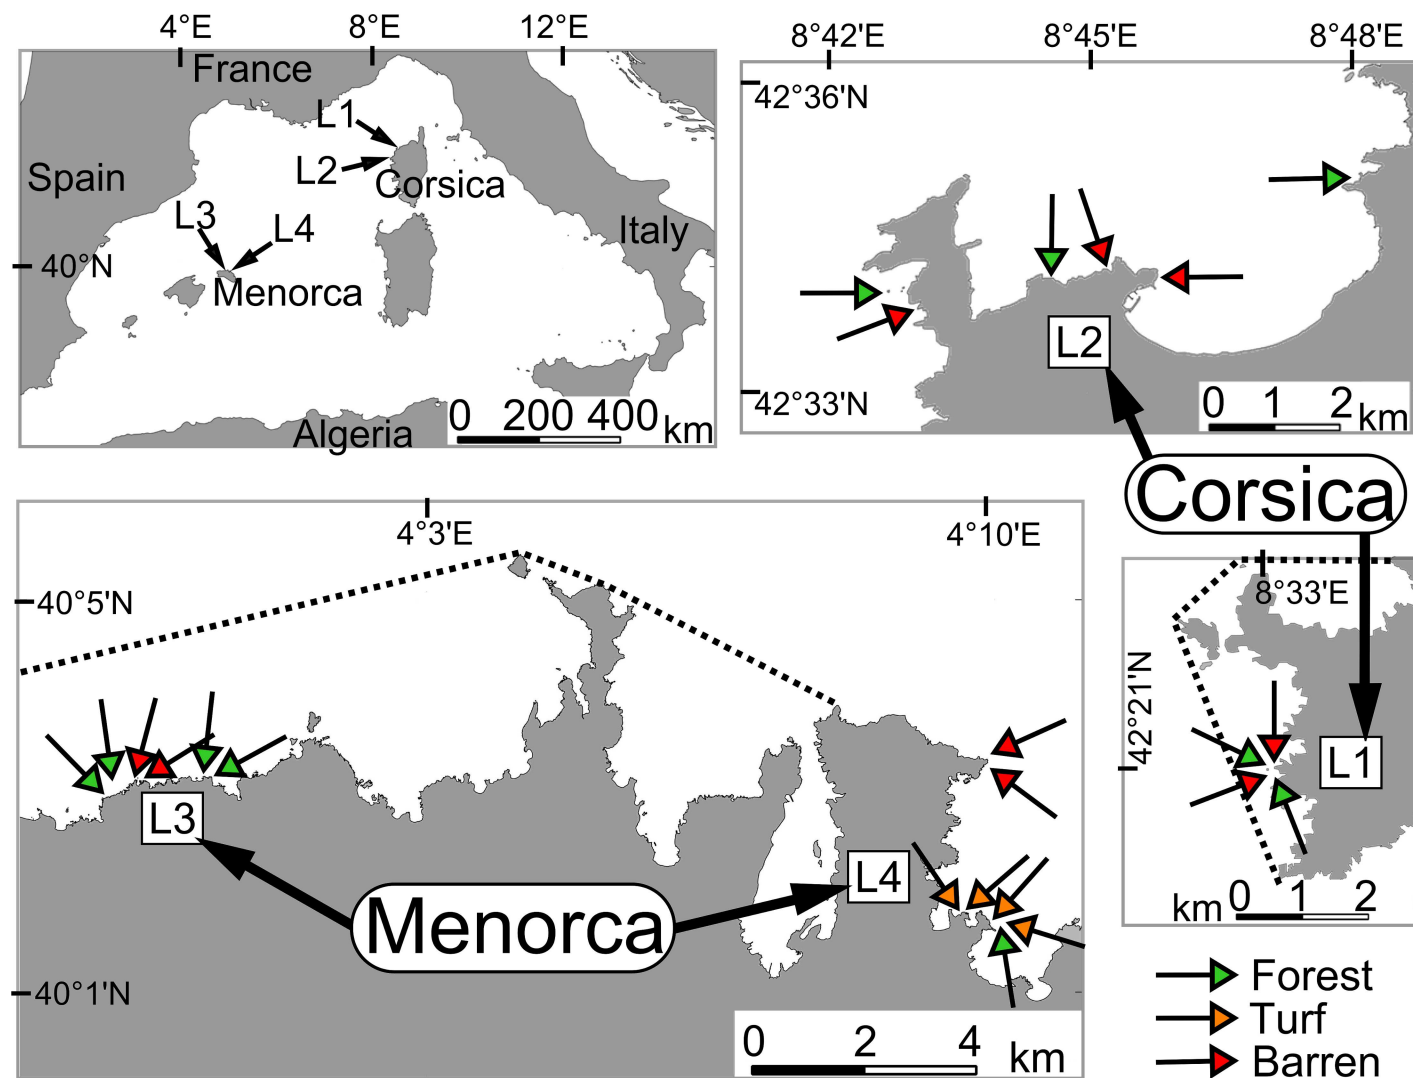 4°E 8°E 12°E
France
L1
L2
Corsica
Spain
L3
L4
Italy
40°N
Menorca
0 200 400 km
Algeria
8°42'E 8°45'E 8°48'E
42°36'N
L2
42°33'N
0 1 2 km
Corsica
4°3'E 4°10'E
40°5'N
L3
L4
Menorca
40°1'N
0 2 4 km
8°33'E
42°21'N
L1
km 0 1 2
Forest
Turf
Barren